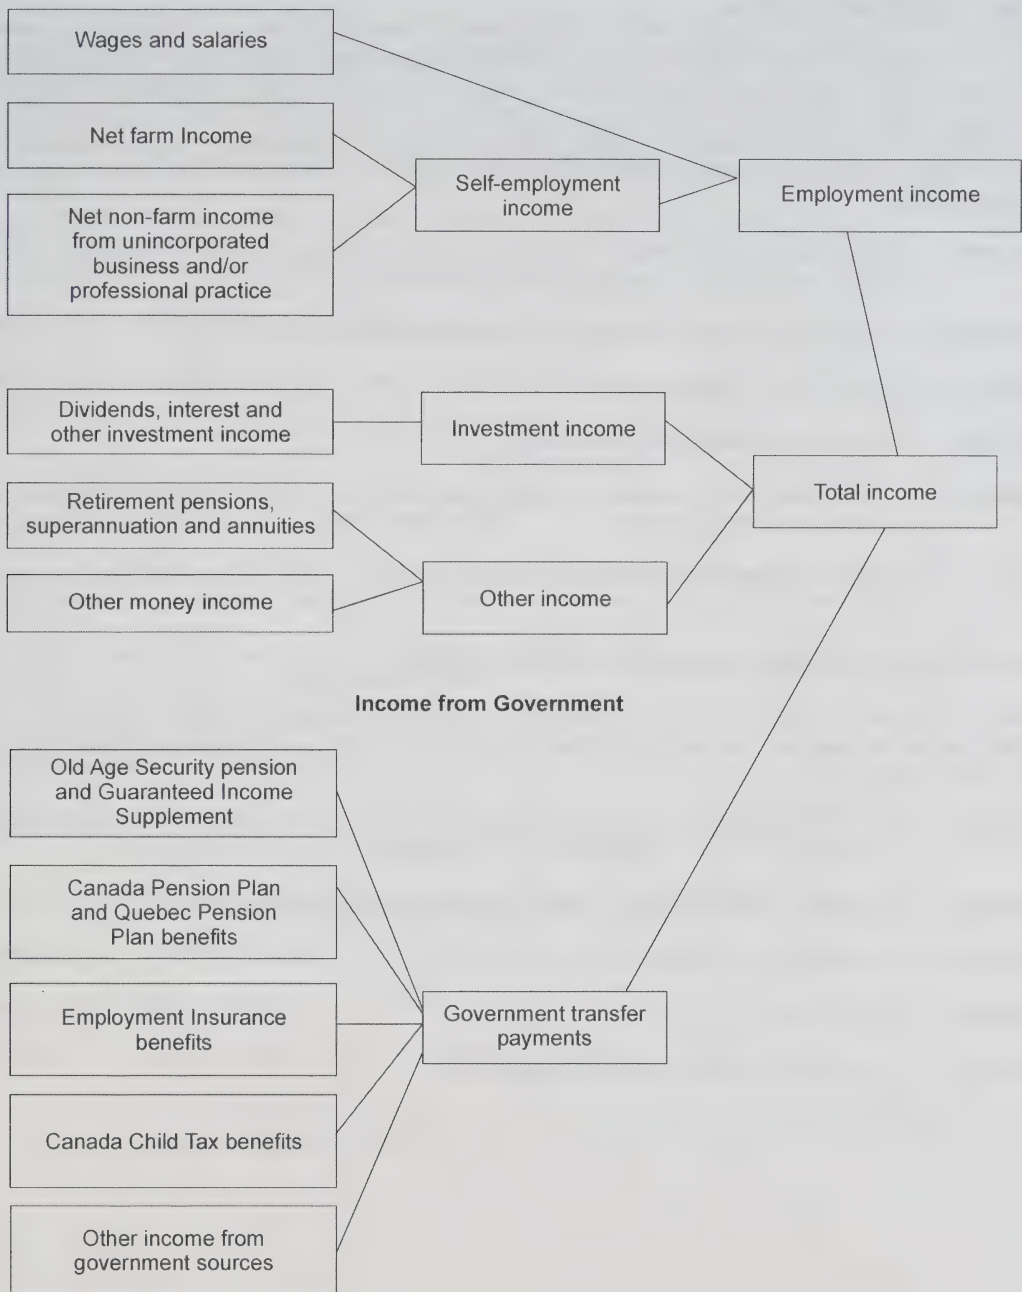 Wages and salaries
Net farm Income
Net non-farm income
from unincorporated
business and/or
professional practice
Self-employment
income
Employment income
Dividends, interest and
other investment income
Investment income
Retirement pensions,
superannuation and annuities
Other money income
Other income
Total income
Income from Government
Old Age Security pension
and Guaranteed Income
Supplement
Canada Pension Plan
and Quebec Pension
Plan benefits
Employment Insurance
benefits
Canada Child Tax benefits
Other income from
government sources
Government transfer
payments